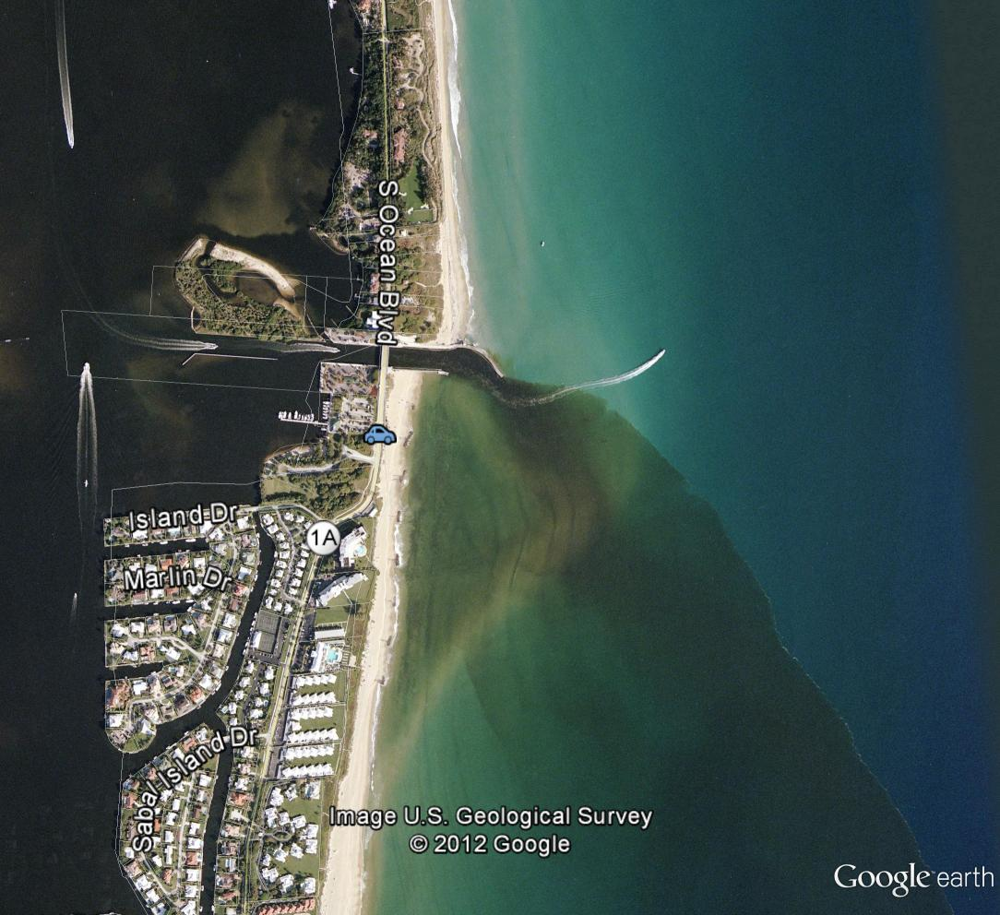 S Ocean Blvd
Island Dr
1A
Marlin Dr
Sabal Island Dr
Image U.S. Geological Survey
© 2012 Google
Google earth